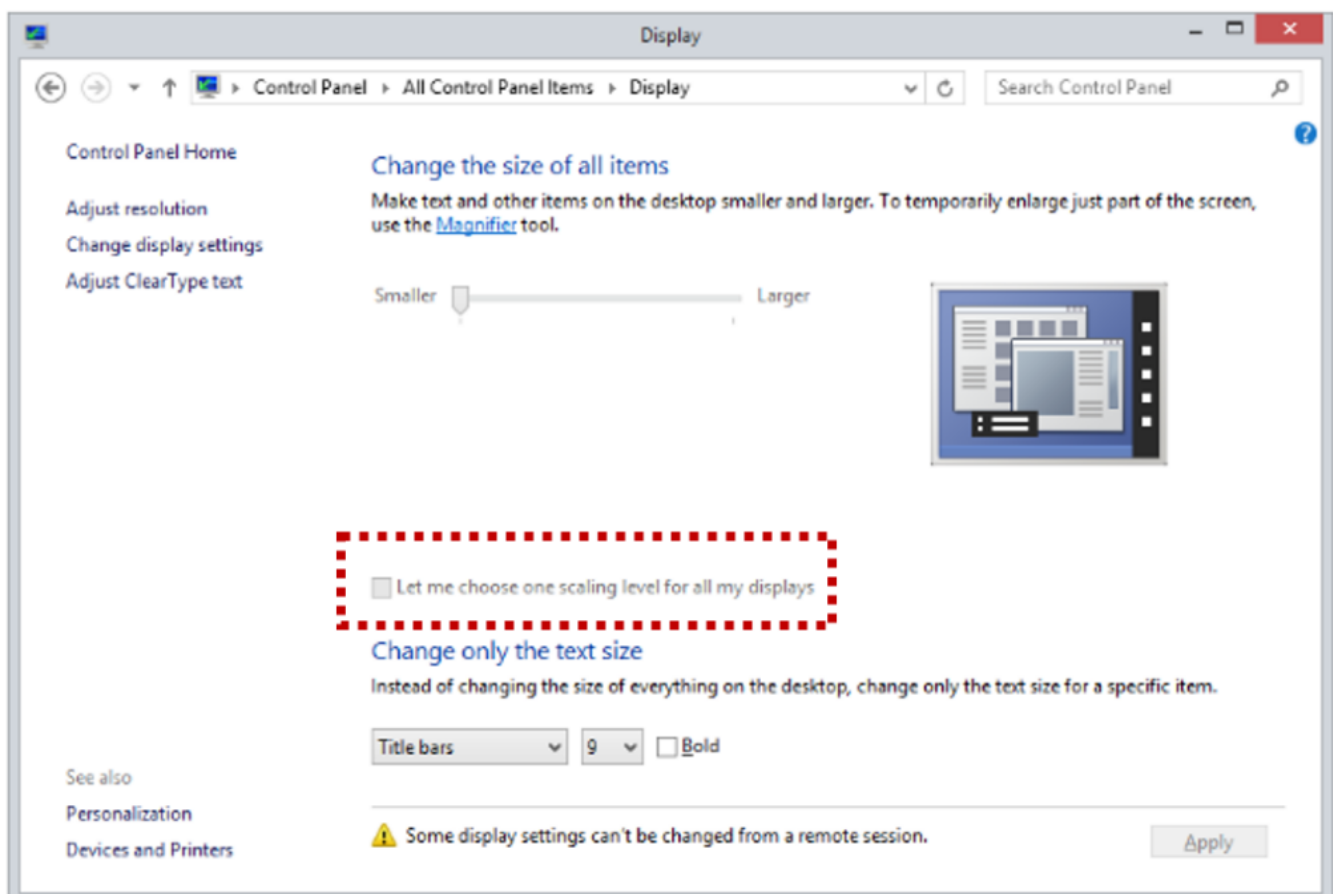 Display
Control Panel All Control Panel Items Display
Search Control Panel
Control Panel Home
Adjust resolution
Change display settings
Adjust ClearType text
Change the size of all items
Make text and other items on the desktop smaller and larger. To temporarily enlarge just part of the screen,
use the Magnifier tool.
Smaller Larger
Let me choose one scaling level for all my displays
Change only the text size
Instead of changing the size of everything on the desktop, change only the text size for a specific item.
Title bars 9 Bold
See also
Personalization
Devices and Printers
Some display settings can't be changed from a remote session.
Apply